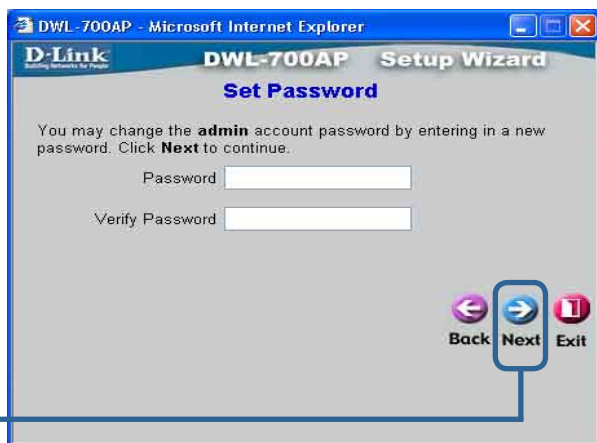 DWL-700AP - Microsoft Internet Explorer
D-Link
Building Networks for People
DWL-700AP Setup Wizard
Set Password
You may change the admin account password by entering in a new
password. Click Next to continue.
Password
Verify Password
Back Next Exit